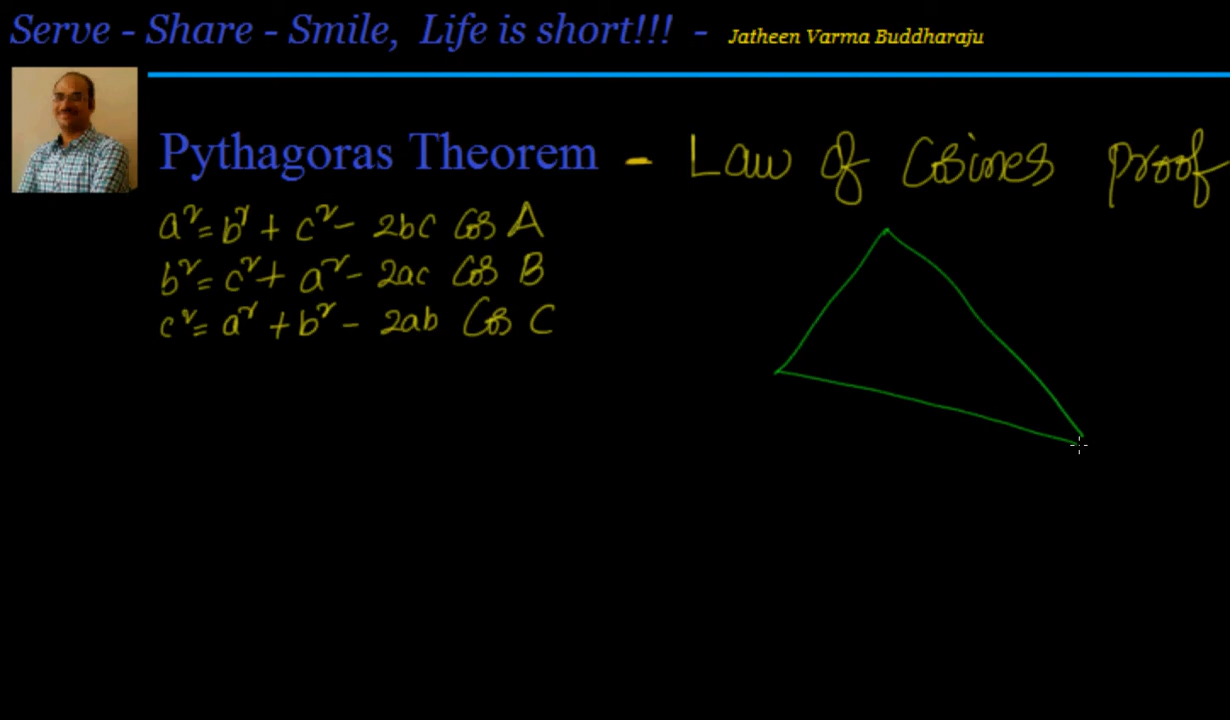 Serve - Share - Smile, Life is short!!! - Jatheen Varma Buddharaju
Pythagoras Theorem - Law of Cosines proof
a² = b² + c² - 2bc Cos A
b² = c² + a² - 2ac Cos B
c² = a² + b² - 2ab Cos C